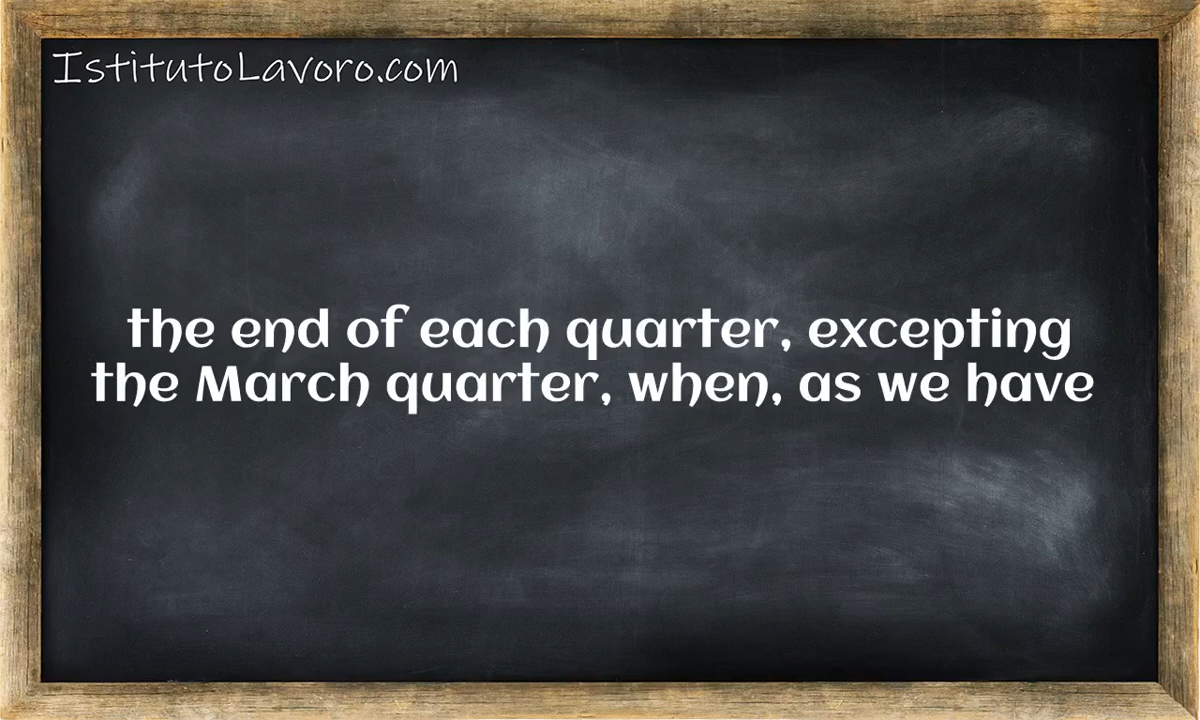 IstitutoLavoro.com
the end of each quarter, excepting
the March quarter, when, as we have